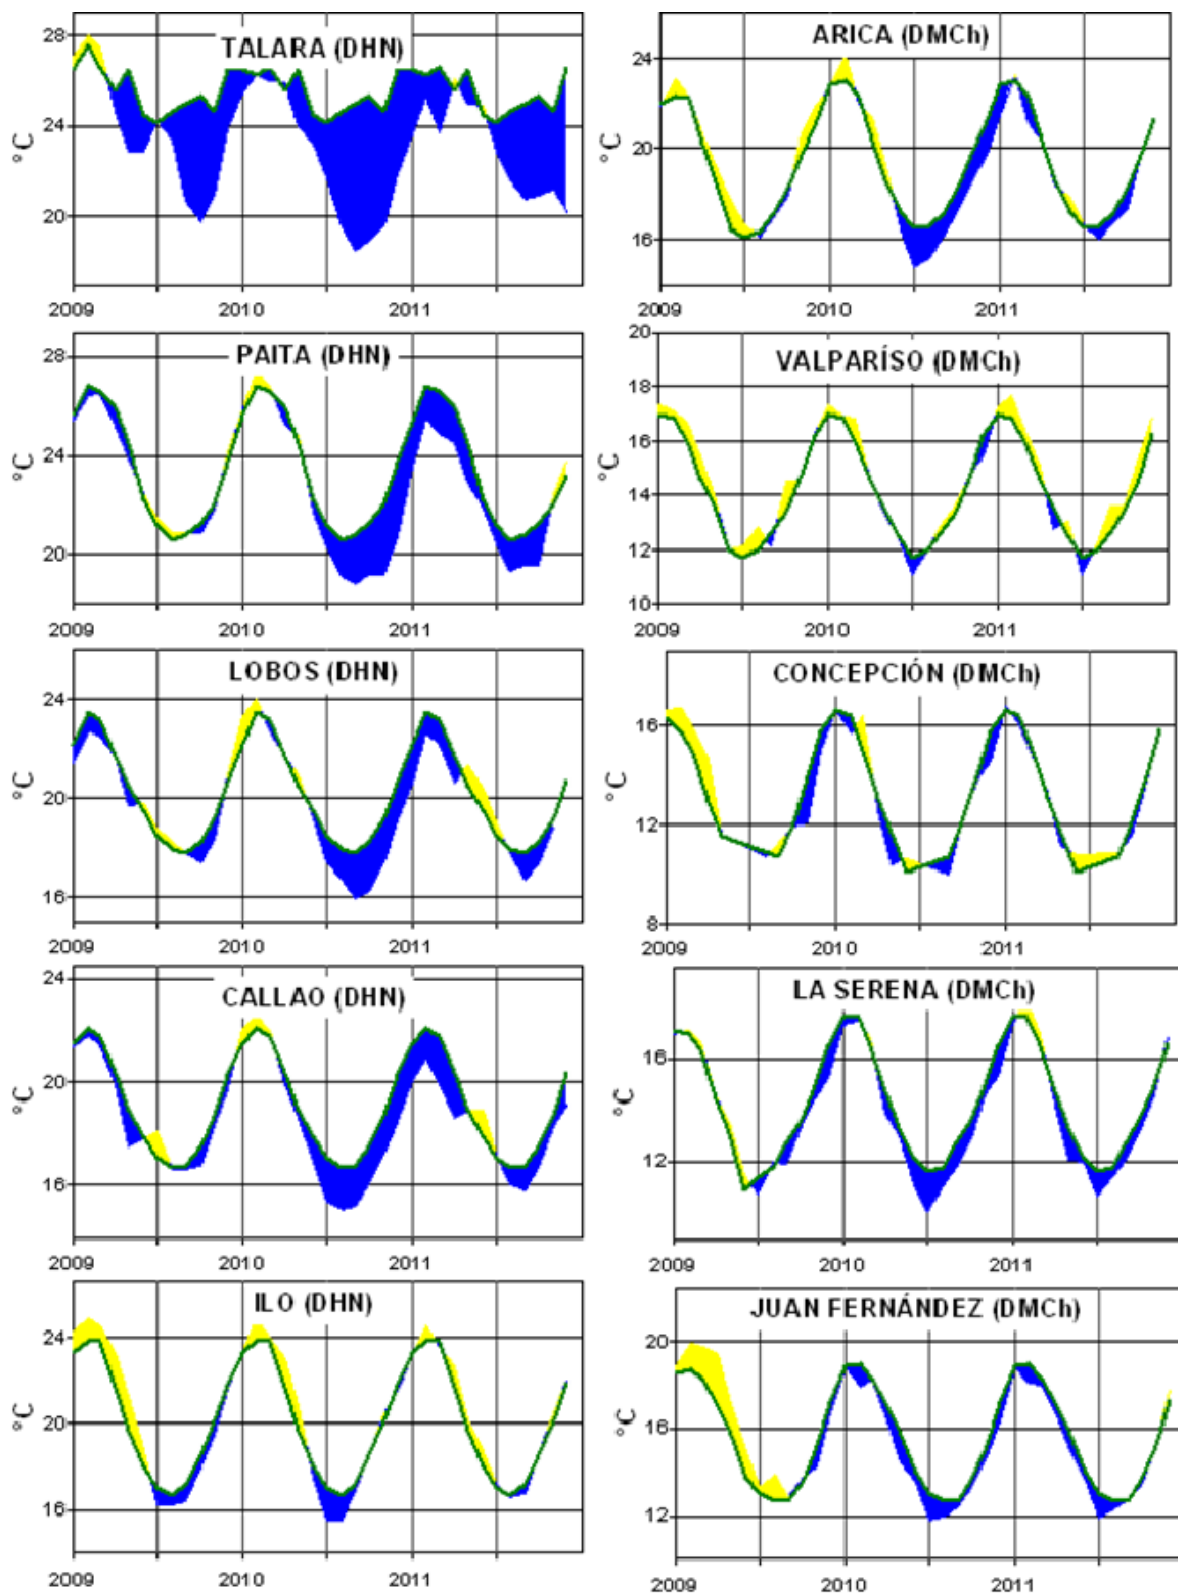 TALARA (DHN)
28
24
20
°C
2009 2010 2011
ARICA (DMCh)
24
20
16
°C
2009 2010 2011
PAITA (DHN)
28
24
20
°C
2009 2010 2011
VALPARÍSO (DMCh)
20
18
16
14
12
10
°C
2009 2010 2011
LOBOS (DHN)
24
20
16
°C
2009 2010 2011
CONCEPCIÓN (DMCh)
16
12
8
°C
2009 2010 2011
CALLAO (DHN)
24
20
16
°C
2009 2010 2011
LA SERENA (DMCh)
16
12
°C
2009 2010 2011
ILO (DHN)
24
20
16
°C
2009 2010 2011
JUAN FERNÁNDEZ (DMCh)
20
16
12
°C
2009 2010 2011